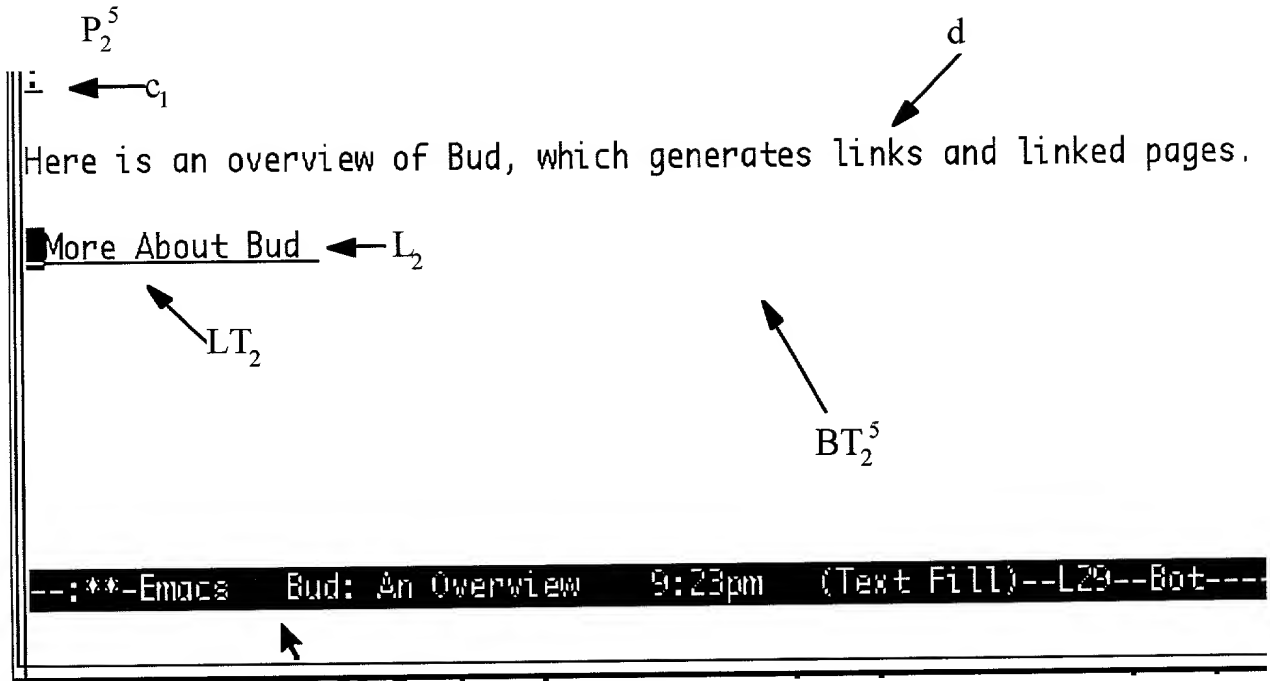 P₂⁵
d
: c₁
Here is an overview of Bud, which generates links and linked pages.
More About Bud L₂
LT₂
BT₂⁵
--:**-Emacs Bud: An Overview 9:23pm (Text Fill)--L29--Bot----